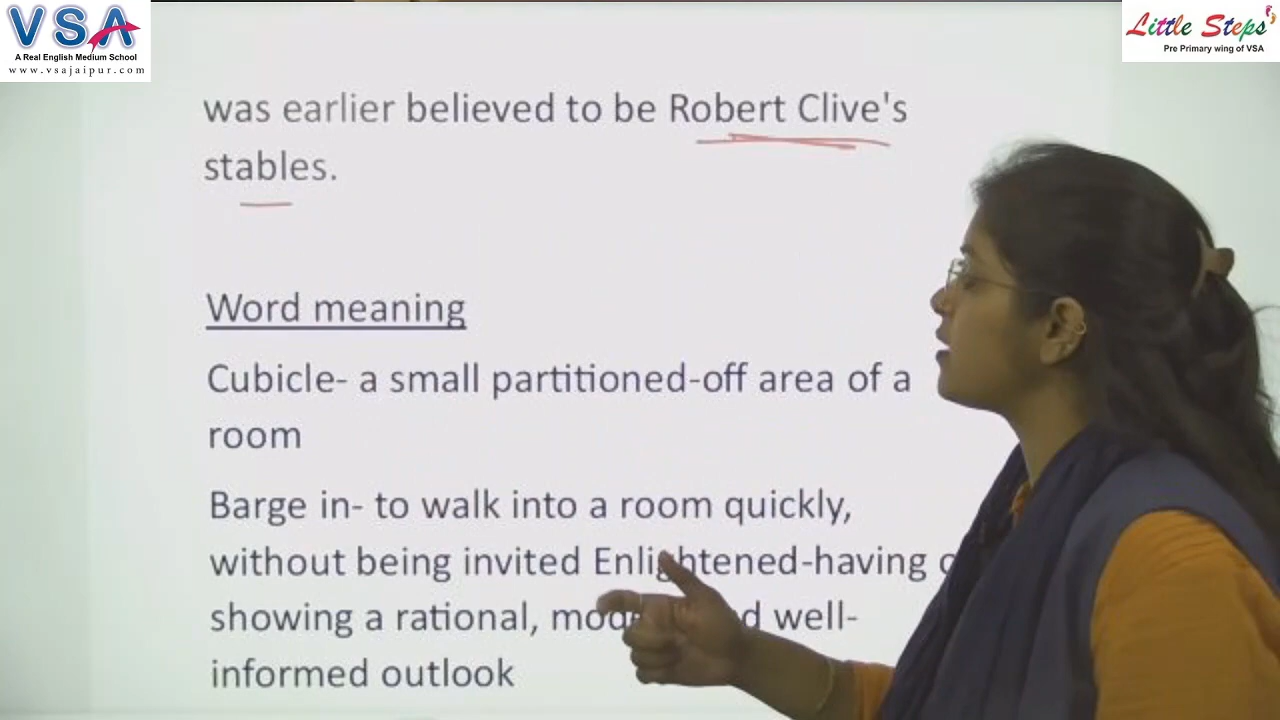 VSA
A Real English Medium School
www.vsajaipur.com
Little Steps
Pre Primary wing of VSA
was earlier believed to be Robert Clive's
stables.
Word meaning
Cubicle- a small partitioned-off area of a
room
Barge in- to walk into a room quickly,
without being invited Enlightened-having
showing a rational, well-
informed outlook